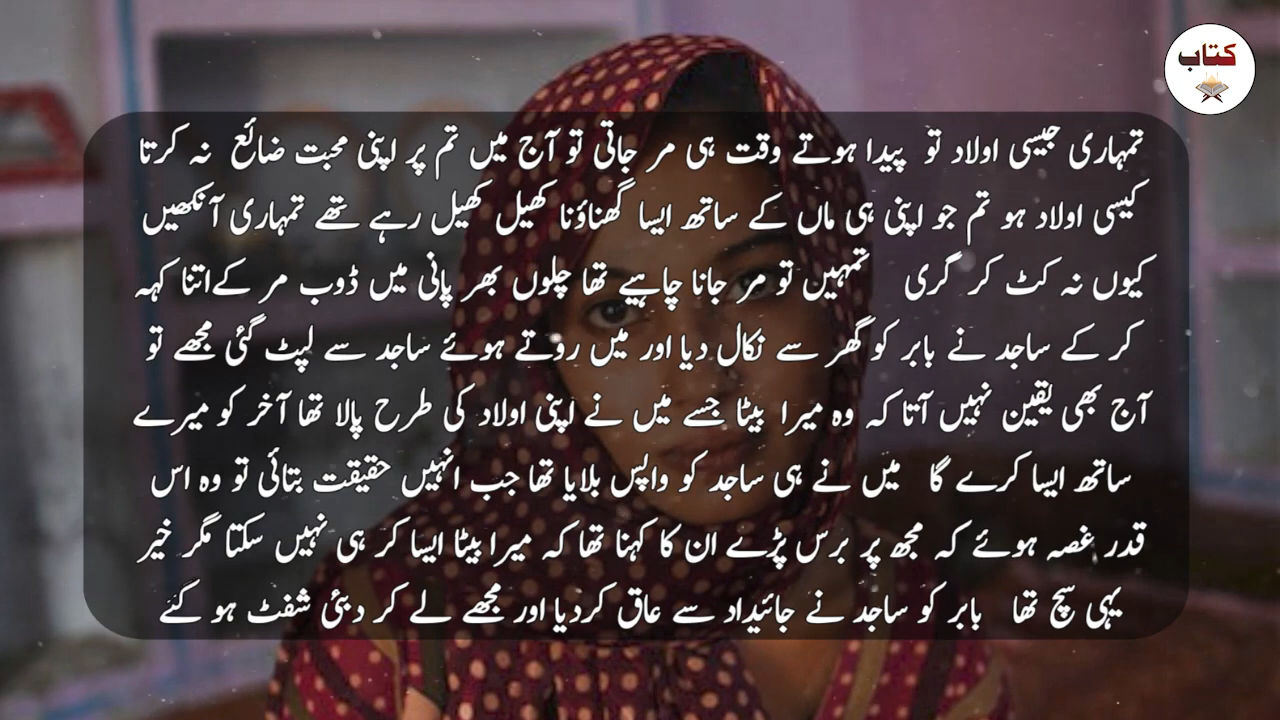 کتاب
تمہاری جیسی اولاد تو پیدا ہوتے وقت ہی مر جاتی تو آج میں تم پر اپنی محبت ضائع نہ کرتا
کیسی اولاد ہو تم جو اپنی ہی ماں کے ساتھ ایسا گھناؤنا کھیل کھیل رہے تھے تمہاری آنکھیں
کیوں نہ کٹ کر گری تمہیں تو مر جانا چاہیے تھا چلوں بھر پانی میں ڈوب مر کے اتنا کہہ
کر کے ساجد نے بابر کو گھر سے نکال دیا اور میں روتے ہوئے ساجد سے لپٹ گئی مجھے تو
آج بھی یقین نہیں آتا کہ وہ میرا بیٹا جسے میں نے اپنی اولاد کی طرح پالا تھا آخر کو میرے
ساتھ ایسا کرے گا میں نے ہی ساجد کو واپس بلایا تھا جب انہیں حقیقت بتائی تو وہ اس
قدر غصہ ہوئے کہ مجھ پر برس پڑے ان کا کہنا تھا کہ میرا بیٹا ایسا کر ہی نہیں سکتا مگر خیر
یہی سچ تھا بابر کو ساجد نے جائیداد سے عاق کردیا اور مجھے لے کر دبئی شفٹ ہو گئے